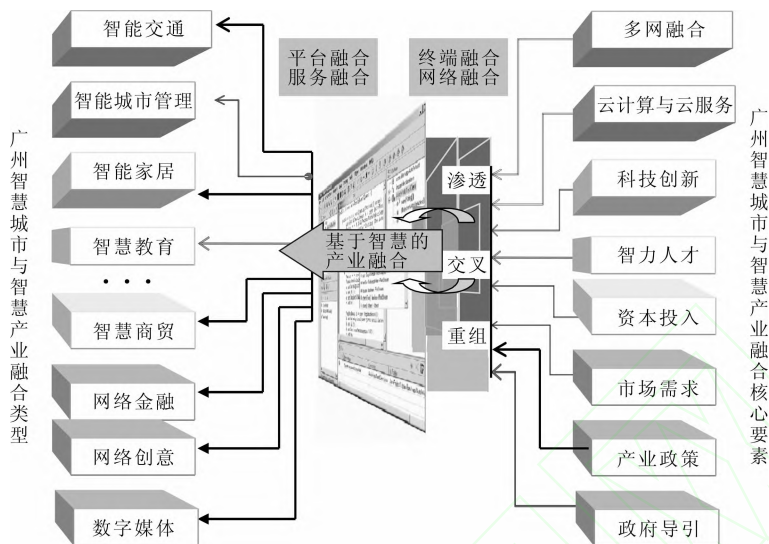 广州智慧城市与智慧产业融合类型
智能交通
智能城市管理
智能家居
智慧教育
• • •
智慧商贸
网络金融
网络创意
数字媒体
平台融合
服务融合
终端融合
网络融合
渗透
交叉
重组
基于智慧的
产业融合
多网融合
云计算与云服务
科技创新
智力人才
资本投入
市场需求
产业政策
政府导引
广州智慧城市与智慧产业融合核心要素